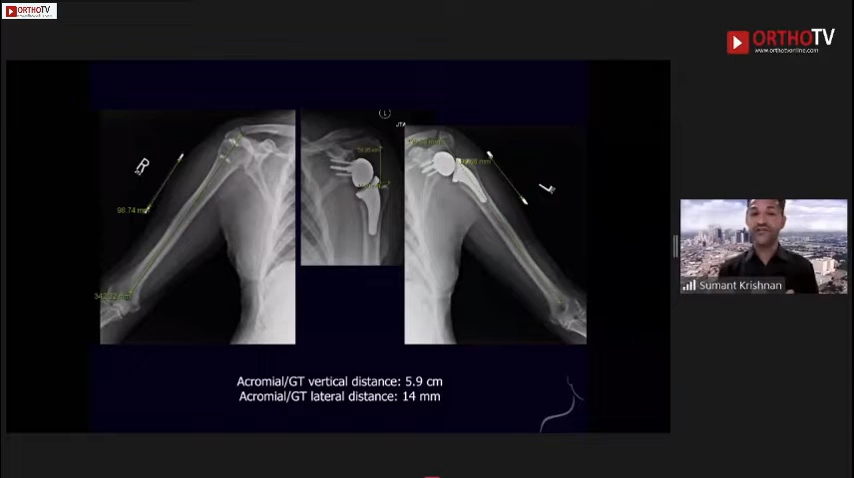 ORTHOTV
ORTHOTV
www.orthotvonline.com
R
L
JTA
L
98.74 mm
Acromial/GT vertical distance: 5.9 cm
Acromial/GT lateral distance: 14 mm
Sumant Krishnan